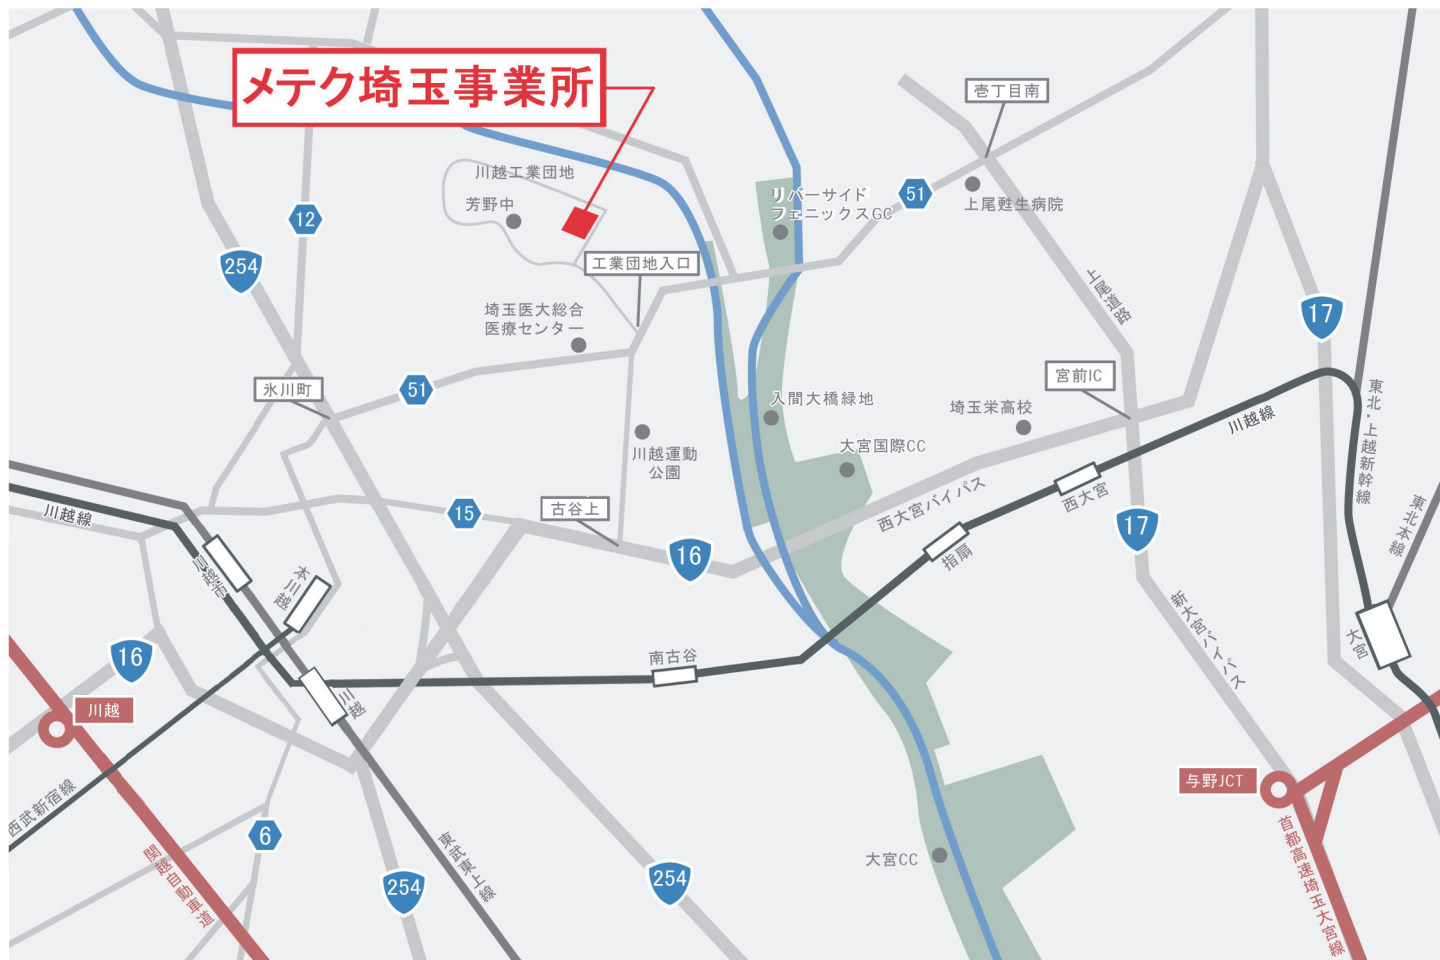 メテク埼玉事業所
壱丁目南
川越工業団地
芳野中
12
254
リバーサイド
フェニックスGC
51
上尾甦生病院
工業団地入口
上尾道路
埼玉医大総合
医療センター
17
氷川町
51
宮前IC
入間大橋緑地
埼玉栄高校
川越線
東北・上越新幹線
川越運動
公園
大宮国際CC
西大宮バイパス
西大宮
東北本線
川越線
15
古谷上
16
指扇
17
川越市
本川越
新大宮バイパス
大宮
16
南古谷
川越
川越
与野JCT
西武新宿線
6
東武東上線
関越自動車道
254
254
大宮CC
首都高速埼玉大宮線